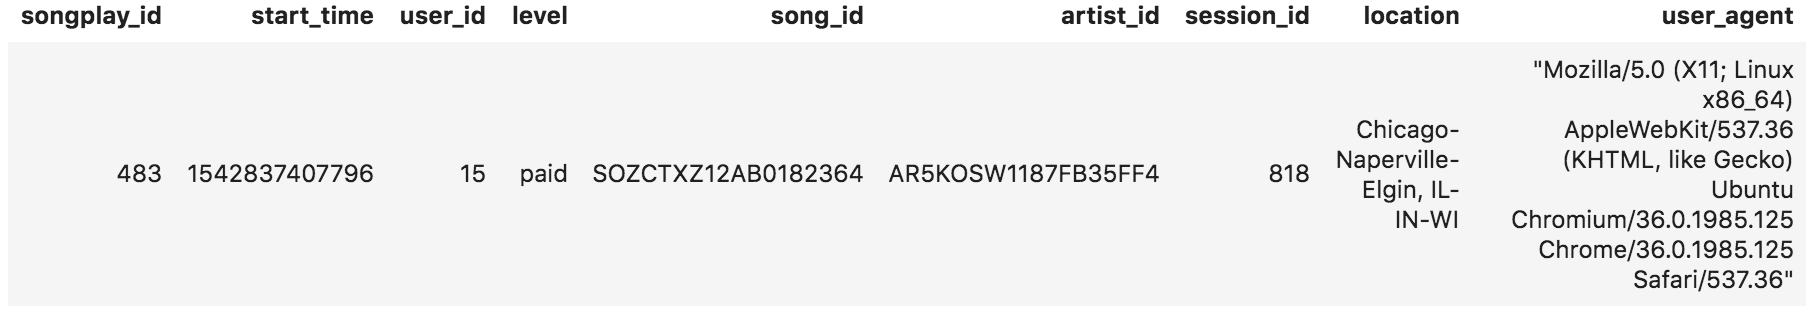 songplay_id start_time user_id level song_id artist_id session_id location user_agent
483 1542837407796 15 paid SOZCTXZ12AB0182364 AR5KOSW1187FB35FF4 818
Chicago-
Naperville-
Elgin, IL-
IN-WI
"Mozilla/5.0 (X11; Linux
x86_64)
AppleWebKit/537.36
(KHTML, like Gecko)
Ubuntu
Chromium/36.0.1985.125
Chrome/36.0.1985.125
Safari/537.36"